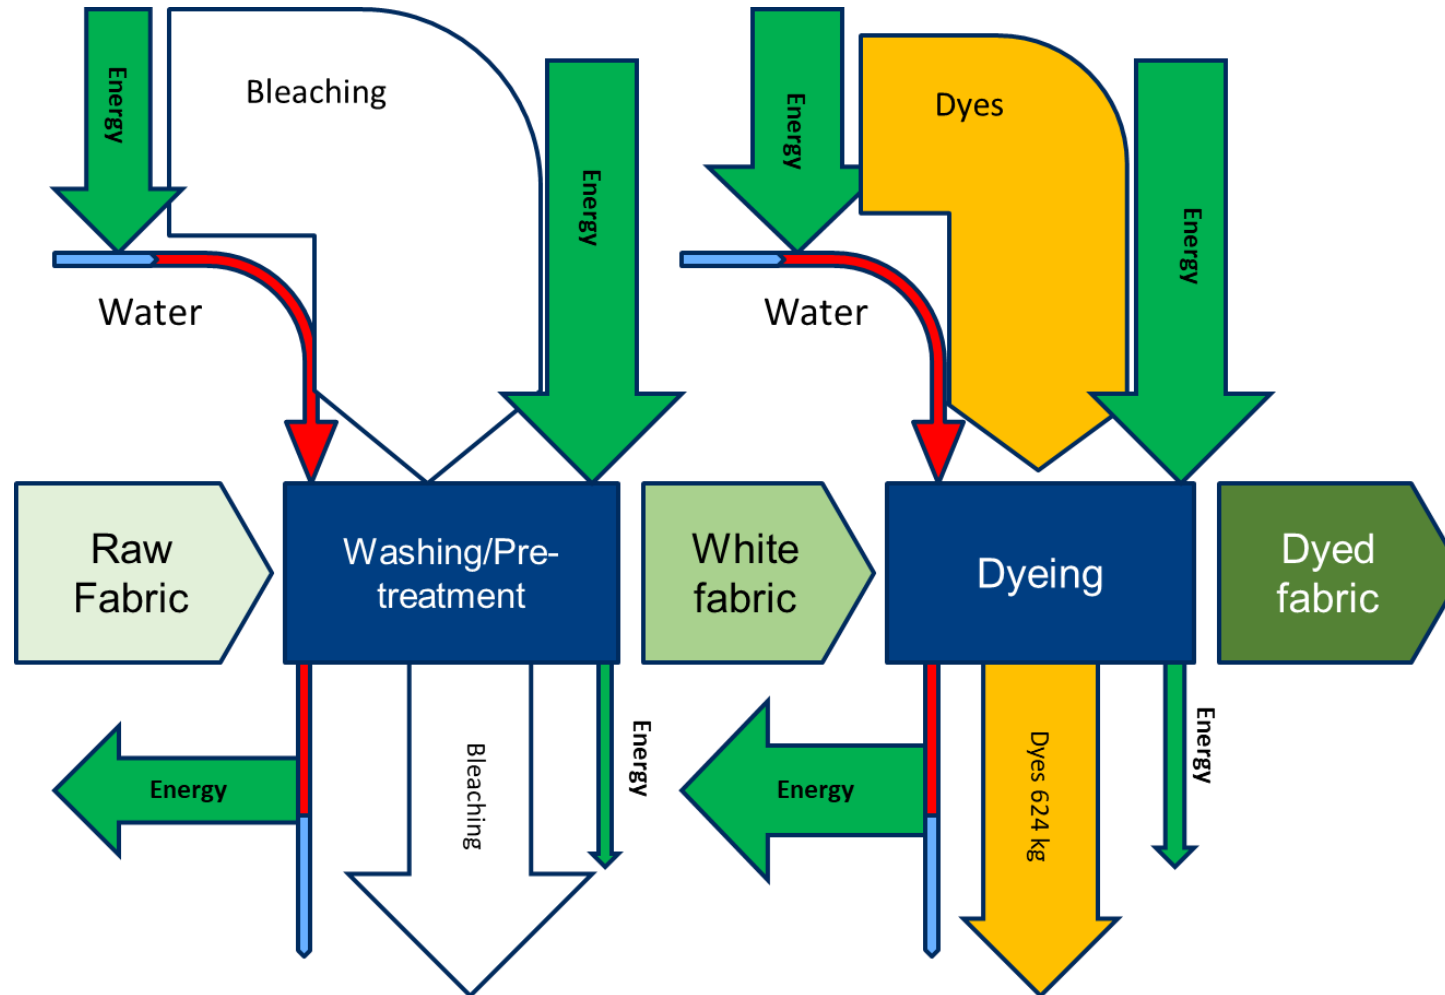 Energy
Bleaching
Energy
Energy
Dyes
Energy
Water
Water
Raw
Fabric
Washing/Pre-
treatment
White
fabric
Dyeing
Dyed
fabric
Energy
Bleaching
Energy
Energy
Dyes 624 kg
Energy